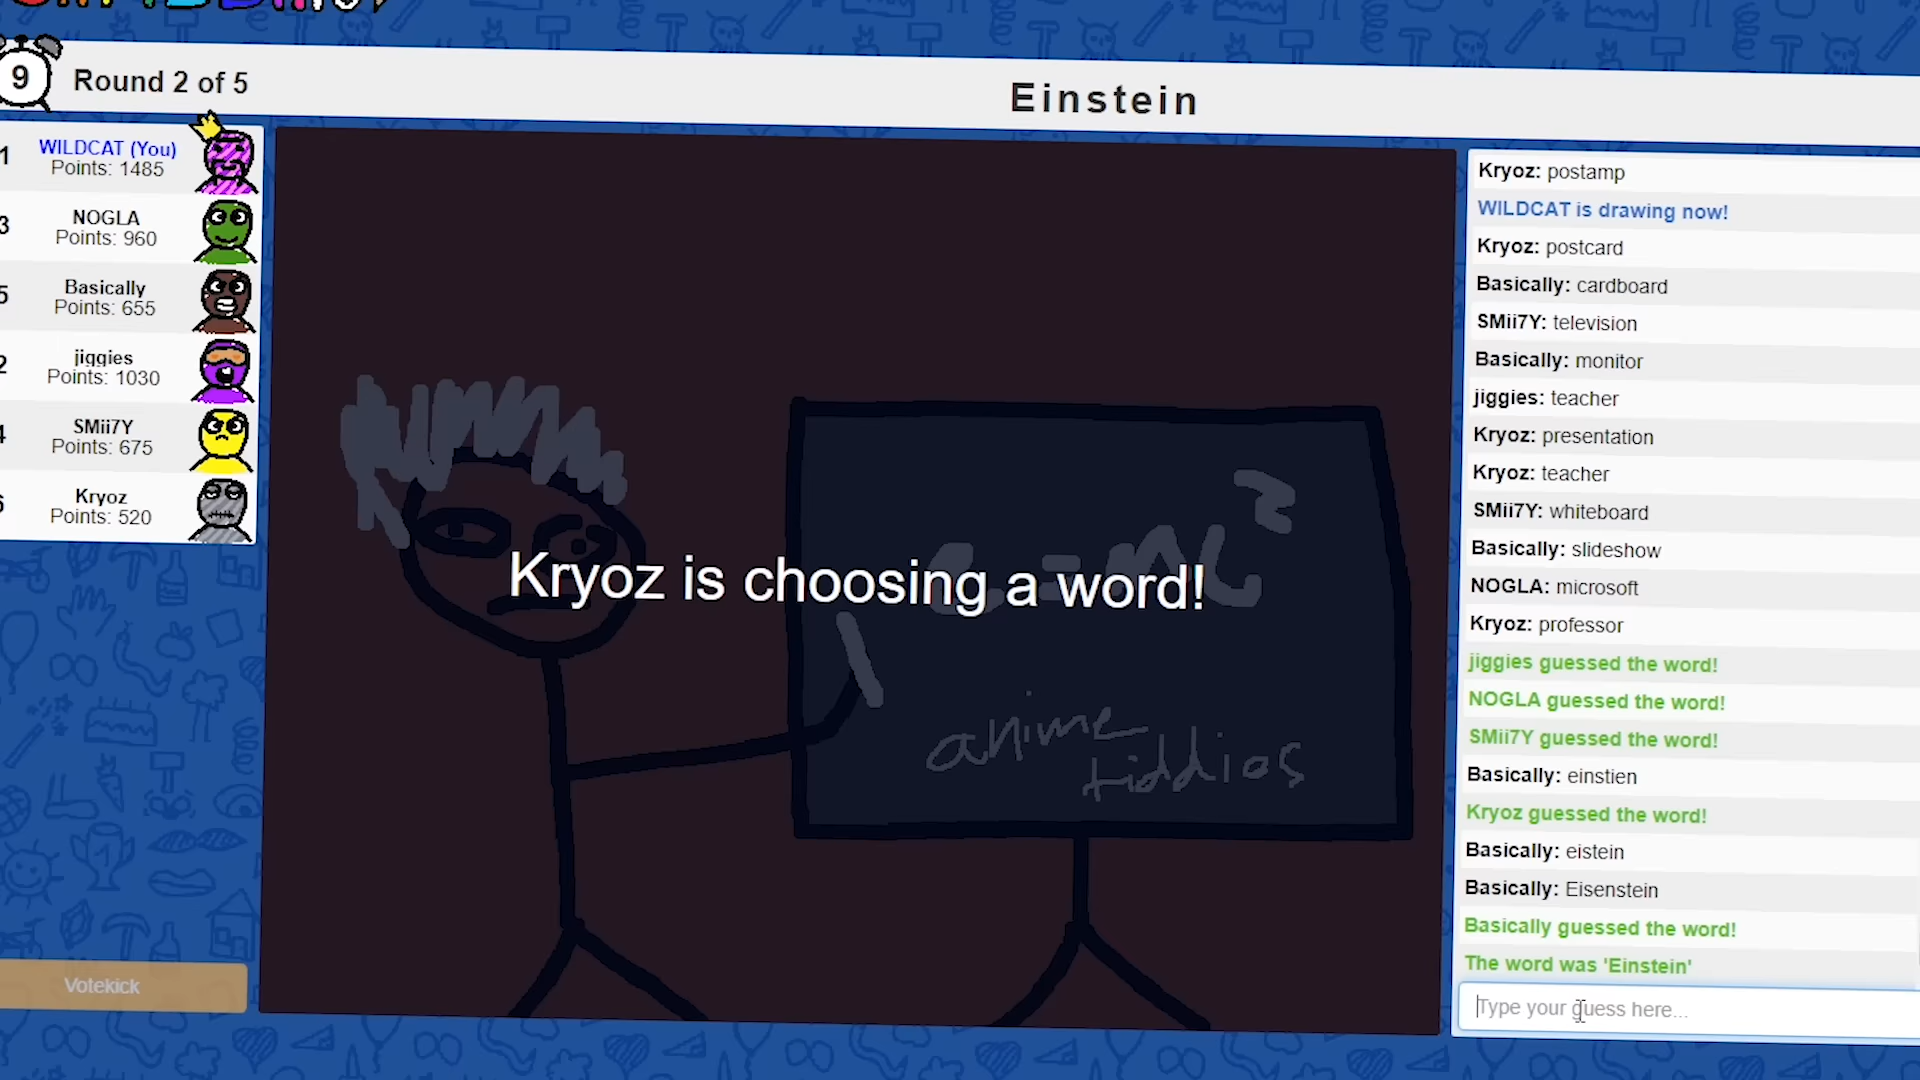 9
Round 2 of 5
Einstein
1
WILDCAT (You)
Points: 1485
3
NOGLA
Points: 960
5
Basically
Points: 655
2
jiggies
Points: 1030
4
SMii7Y
Points: 675
6
Kryoz
Points: 520
Votekick
e=mc²
Kryoz is choosing a word!
anime
tiddios
Kryoz: postamp
WILDCAT is drawing now!
Kryoz: postcard
Basically: cardboard
SMii7Y: television
Basically: monitor
jiggies: teacher
Kryoz: presentation
Kryoz: teacher
SMii7Y: whiteboard
Basically: slideshow
NOGLA: microsoft
Kryoz: professor
jiggies guessed the word!
NOGLA guessed the word!
SMii7Y guessed the word!
Basically: einstien
Kryoz guessed the word!
Basically: eistein
Basically: Eisenstein
Basically guessed the word!
The word was 'Einstein'
Type your guess here...